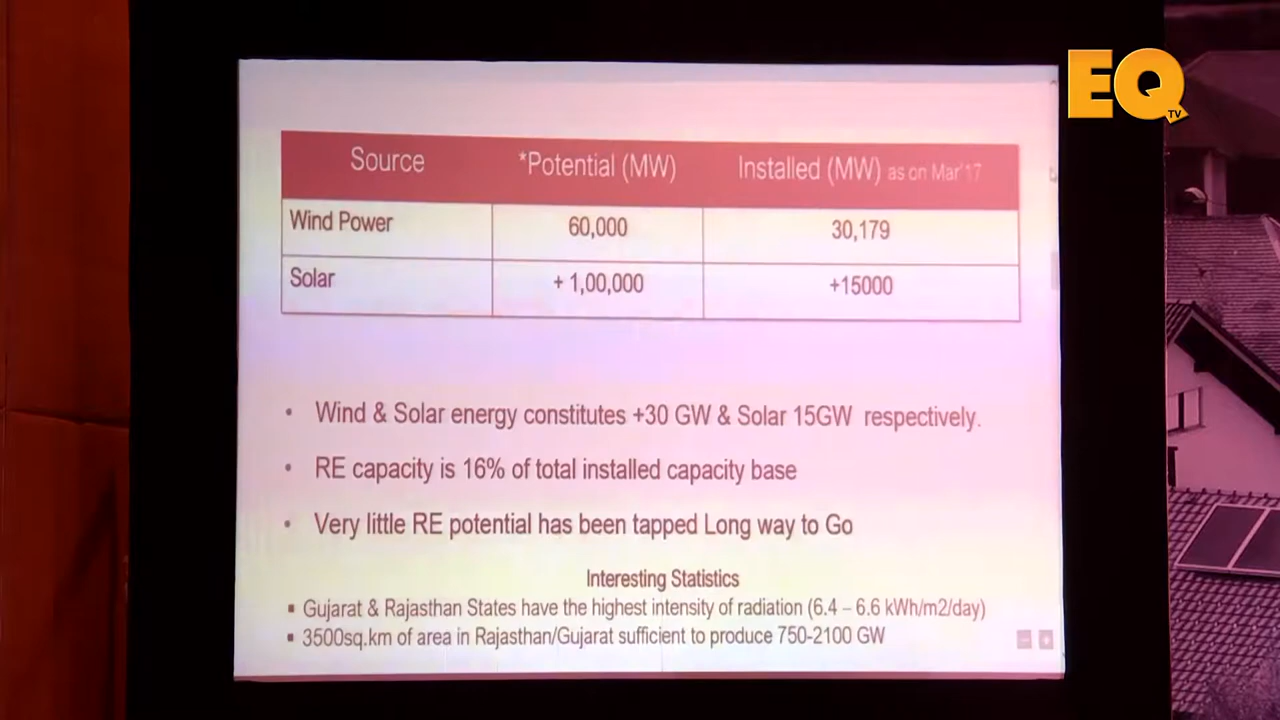 EQ
TV
Source *Potential (MW) Installed (MW) as on Mar'17
Wind Power 60,000 30,179
Solar + 1,00,000 +15000
• Wind & Solar energy constitutes +30 GW & Solar 15GW respectively.
• RE capacity is 16% of total installed capacity base
• Very little RE potential has been tapped Long way to Go
Interesting Statistics
▪ Gujarat & Rajasthan States have the highest intensity of radiation (6.4 – 6.6 kWh/m2/day)
▪ 3500sq.km of area in Rajasthan/Gujarat sufficient to produce 750-2100 GW